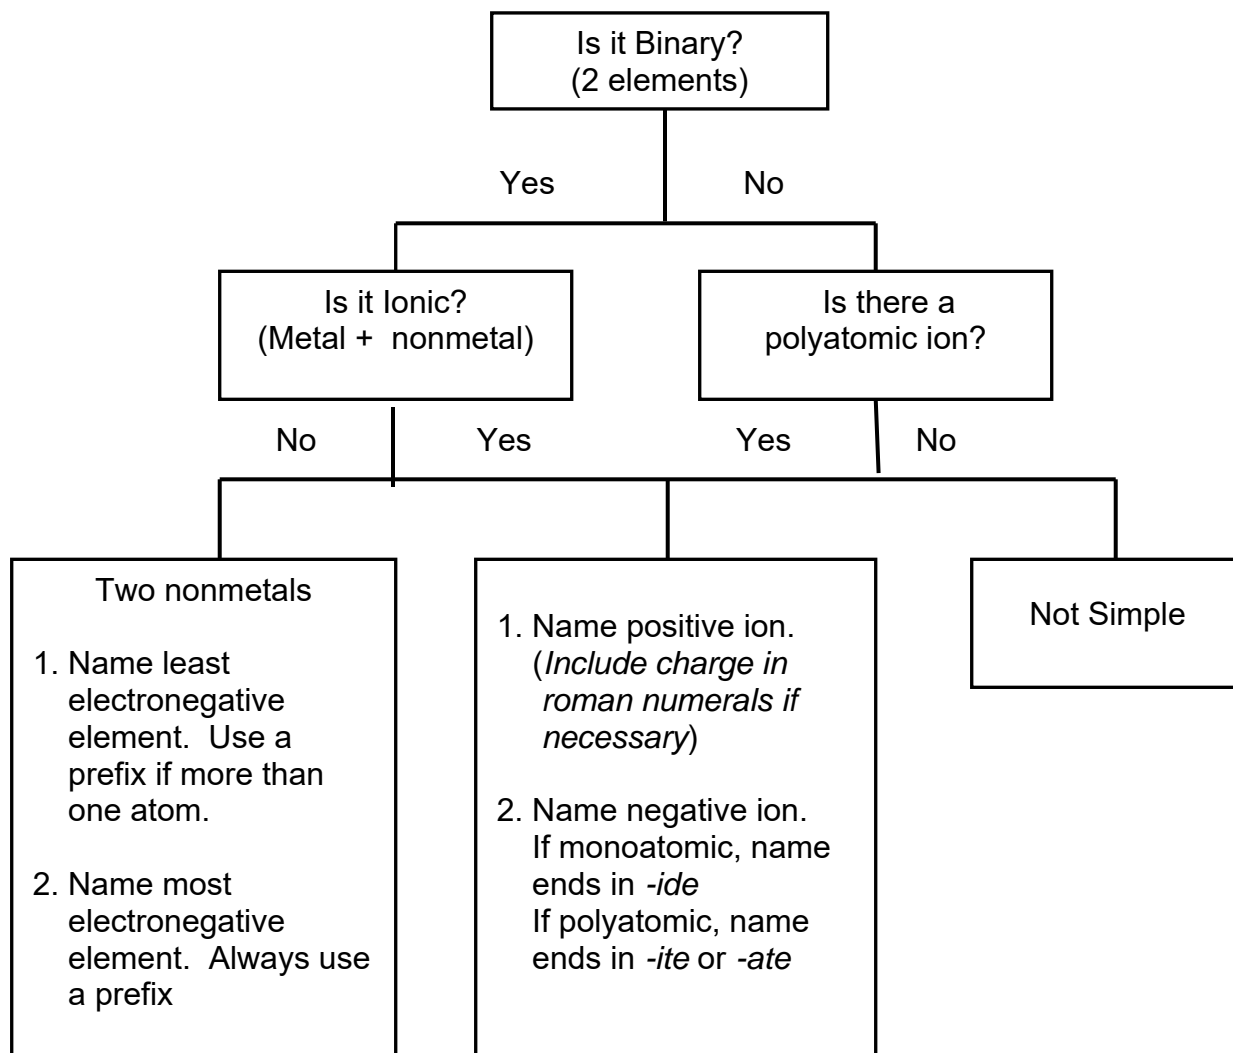 Is it Binary?
(2 elements)
Yes
No
Is it Ionic?
(Metal + nonmetal)
Is there a
polyatomic ion?
No
Yes
Yes
No
Two nonmetals
1. Name least
electronegative
element. Use a
prefix if more than
one atom.
2. Name most
electronegative
element. Always use
a prefix
1. Name positive ion.
(Include charge in
roman numerals if
necessary)
2. Name negative ion.
If monoatomic, name
ends in -ide
If polyatomic, name
ends in -ite or -ate
Not Simple